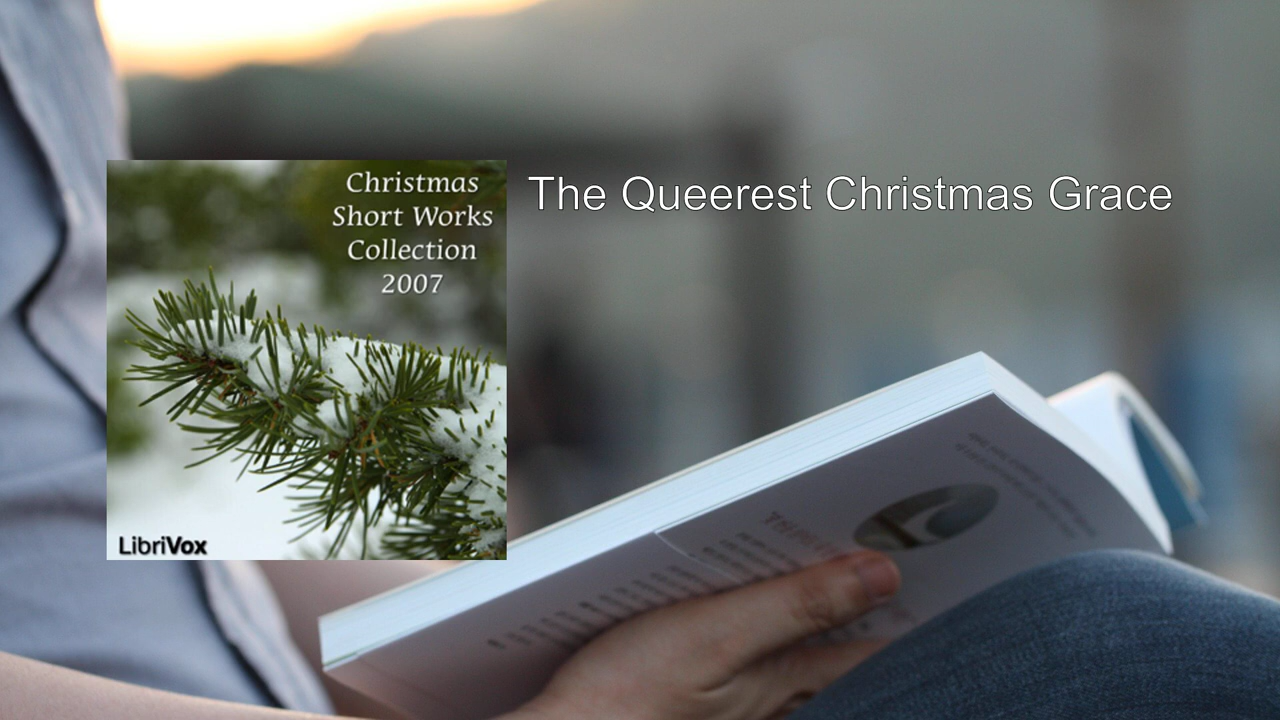 Christmas
Short Works
Collection
2007
LibriVox
The Queerest Christmas Grace